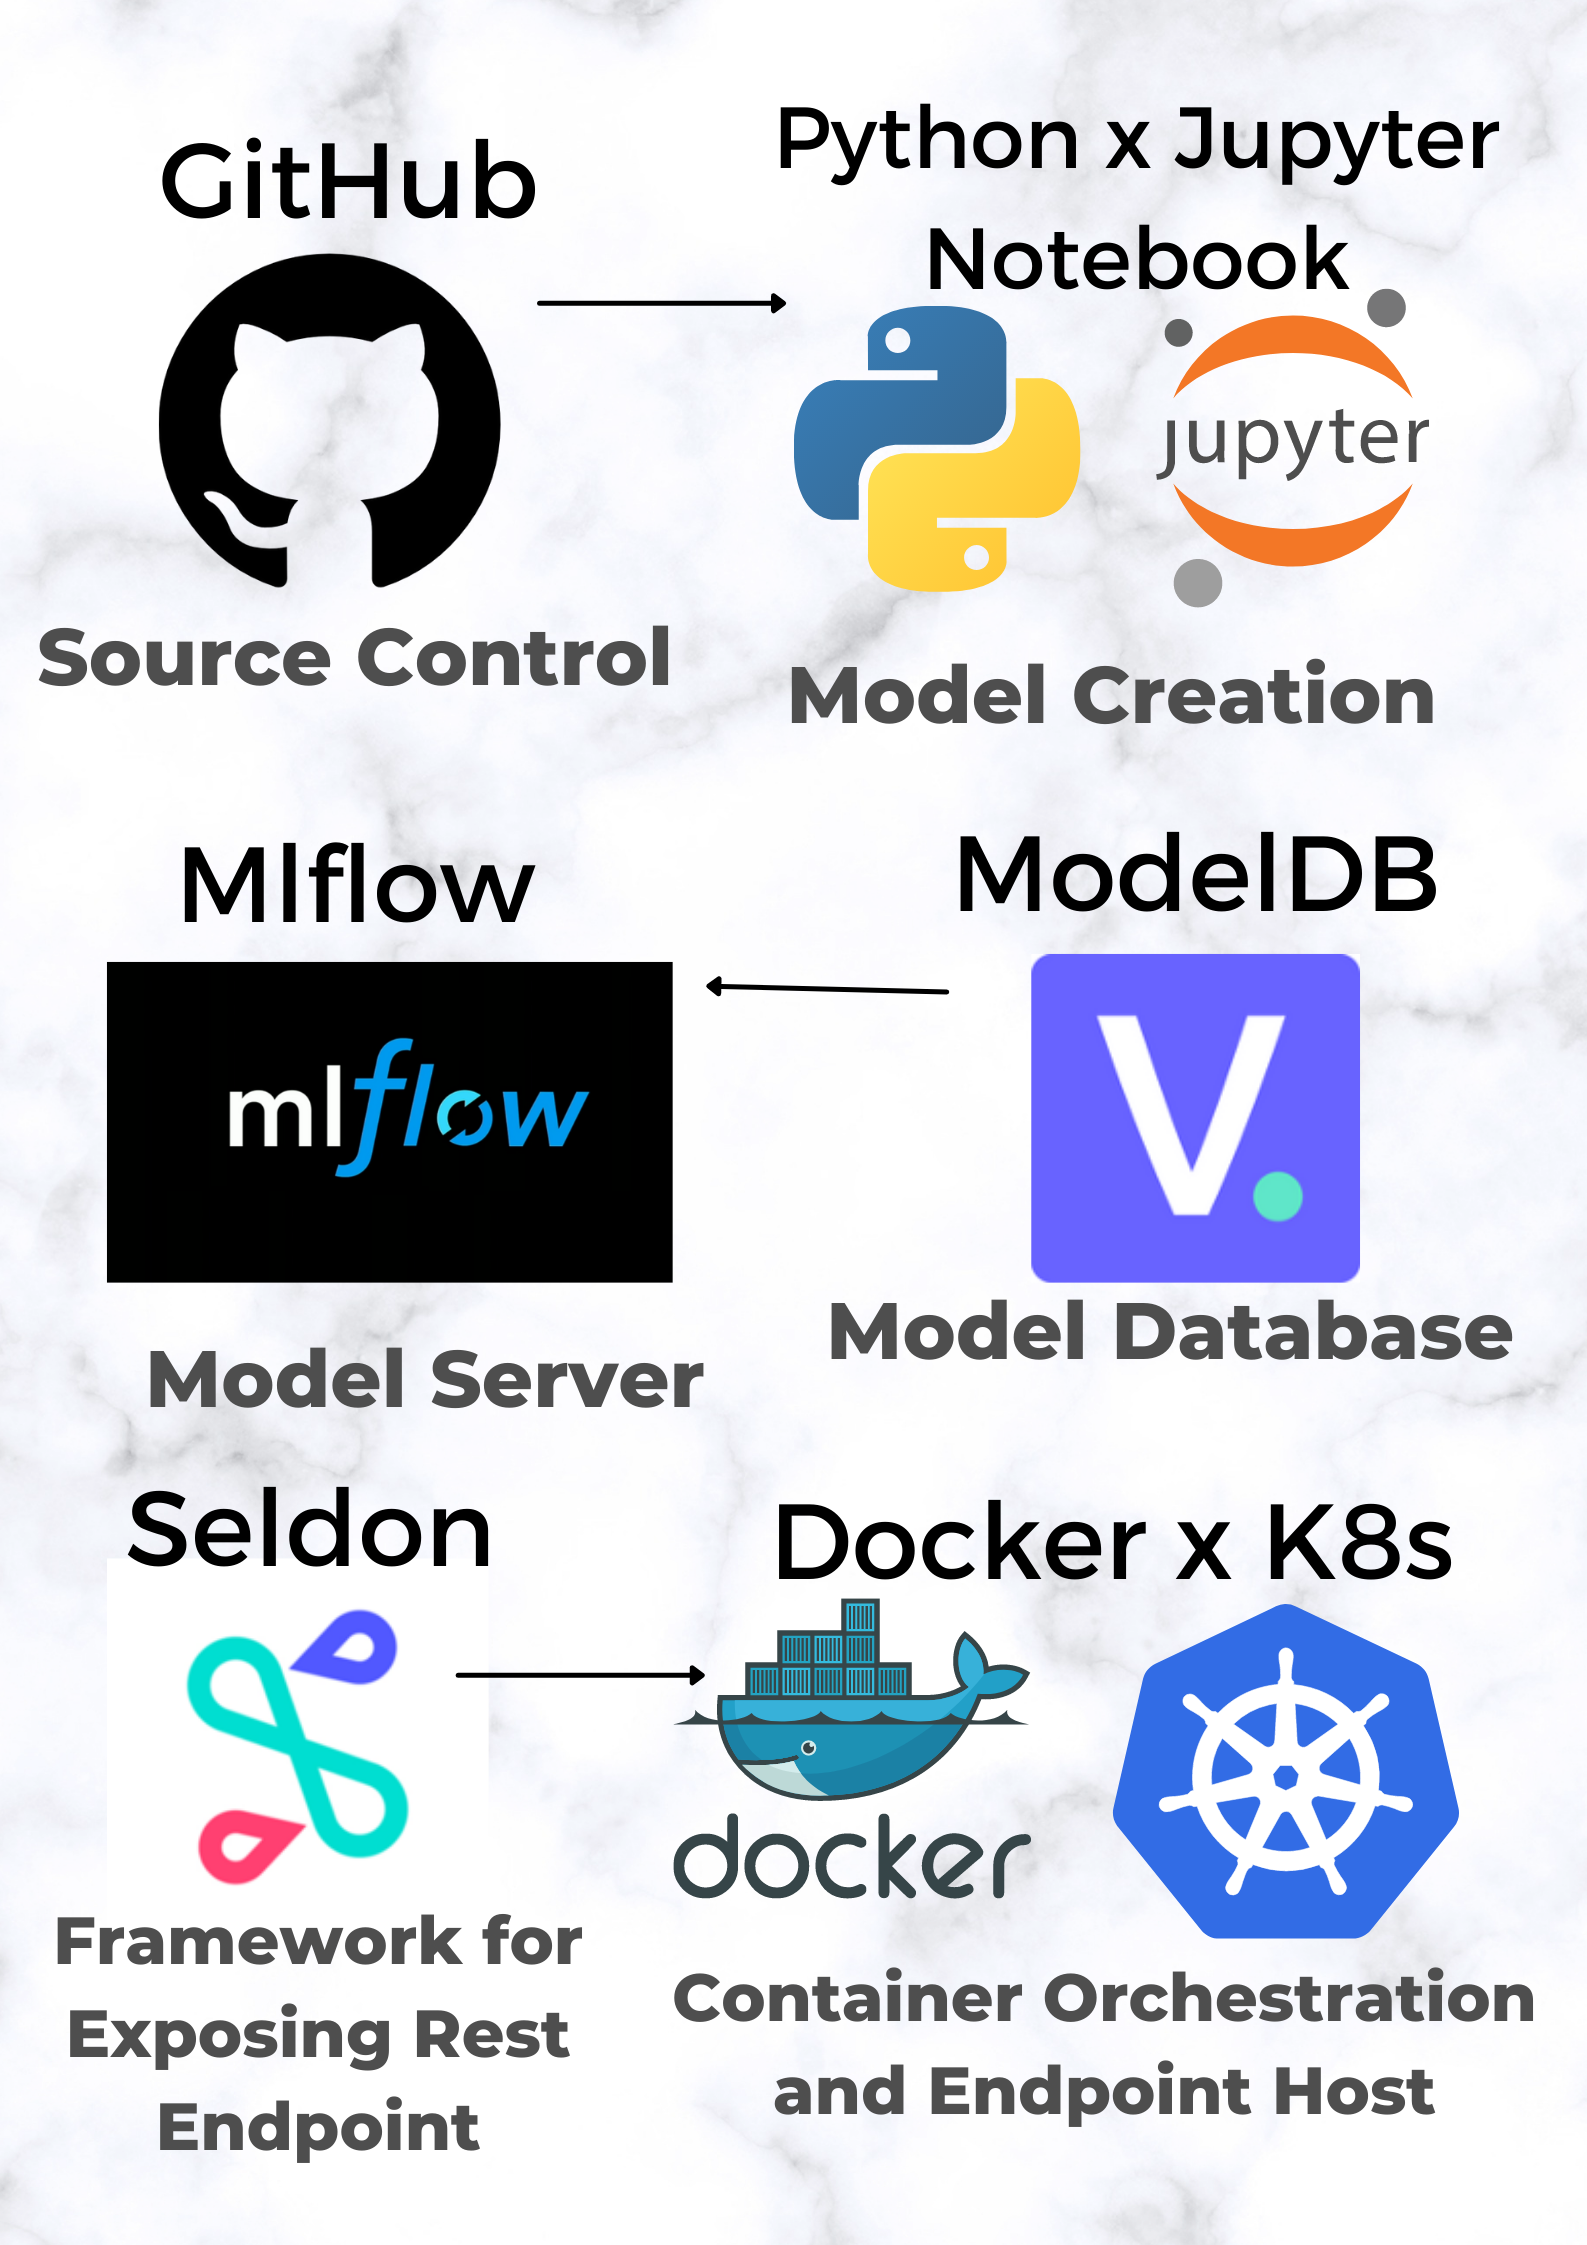 GitHub
Source Control
Python x Jupyter
Notebook
jupyter
Model Creation
Mlflow
mlflow
Model Server
ModelDB
V.
Model Database
Seldon
Framework for
Exposing Rest
Endpoint
Docker x K8s
docker
Container Orchestration
and Endpoint Host